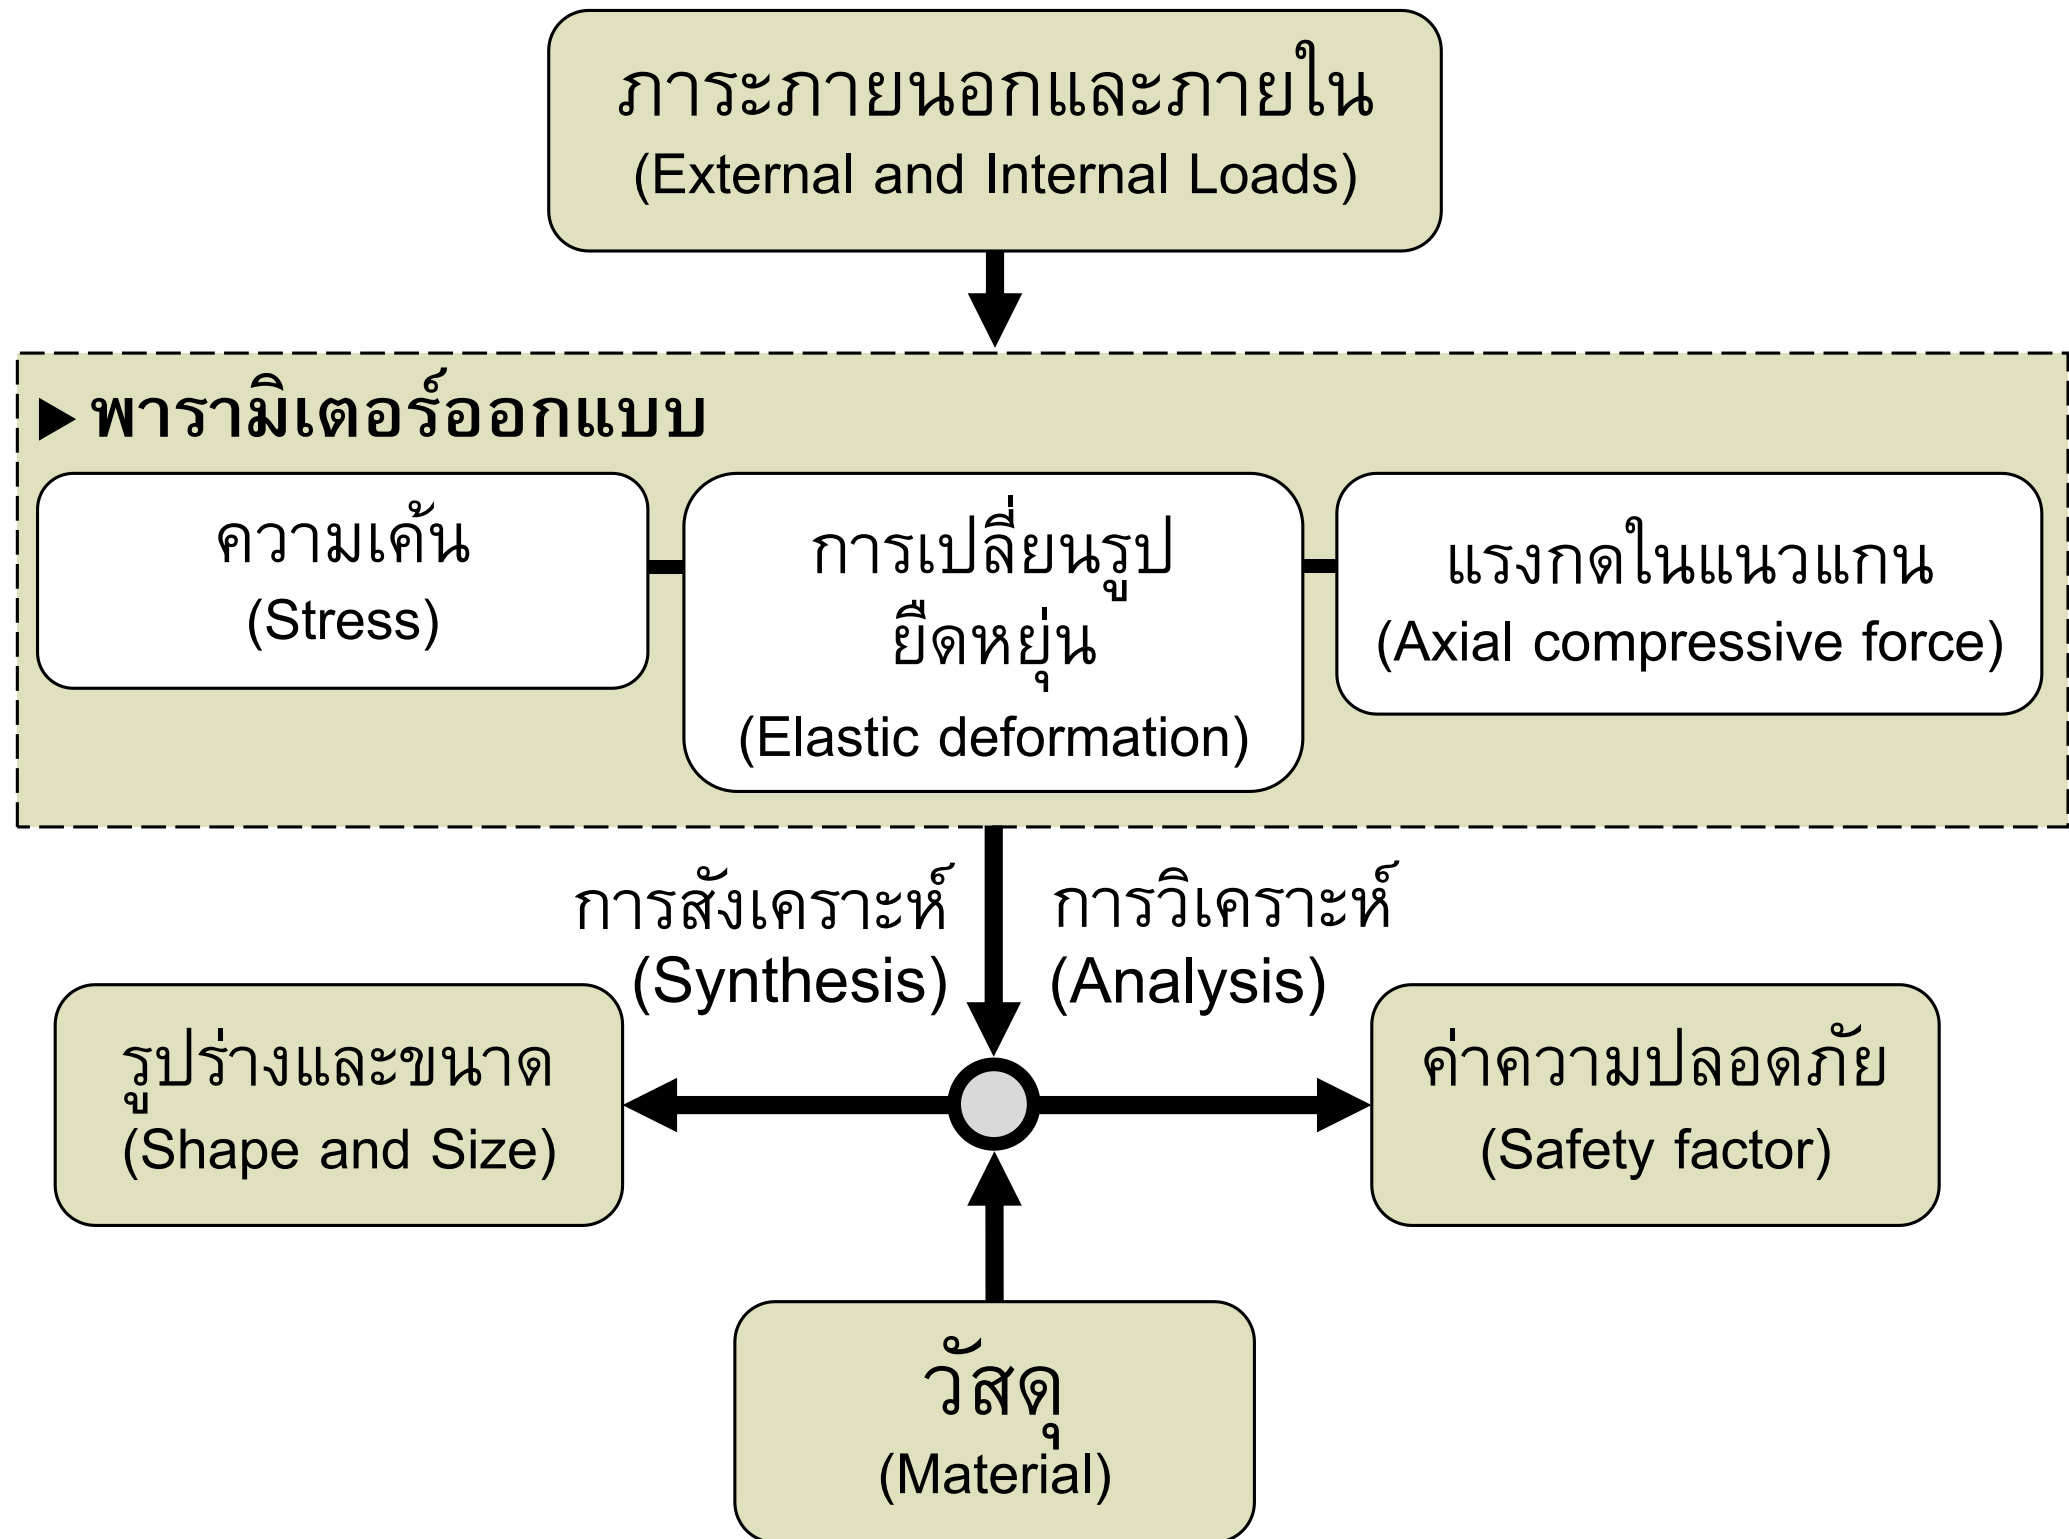 ภาระภายนอกและภายใน
(External and Internal Loads)
พารามิเตอร์ออกแบบ
ความเค้น
(Stress)
การเปลี่ยนรูป
ยืดหยุ่น
(Elastic deformation)
แรงกดในแนวแกน
(Axial compressive force)
การสังเคราะห์
(Synthesis)
การวิเคราะห์
(Analysis)
รูปร่างและขนาด
(Shape and Size)
ค่าความปลอดภัย
(Safety factor)
วัสดุ
(Material)